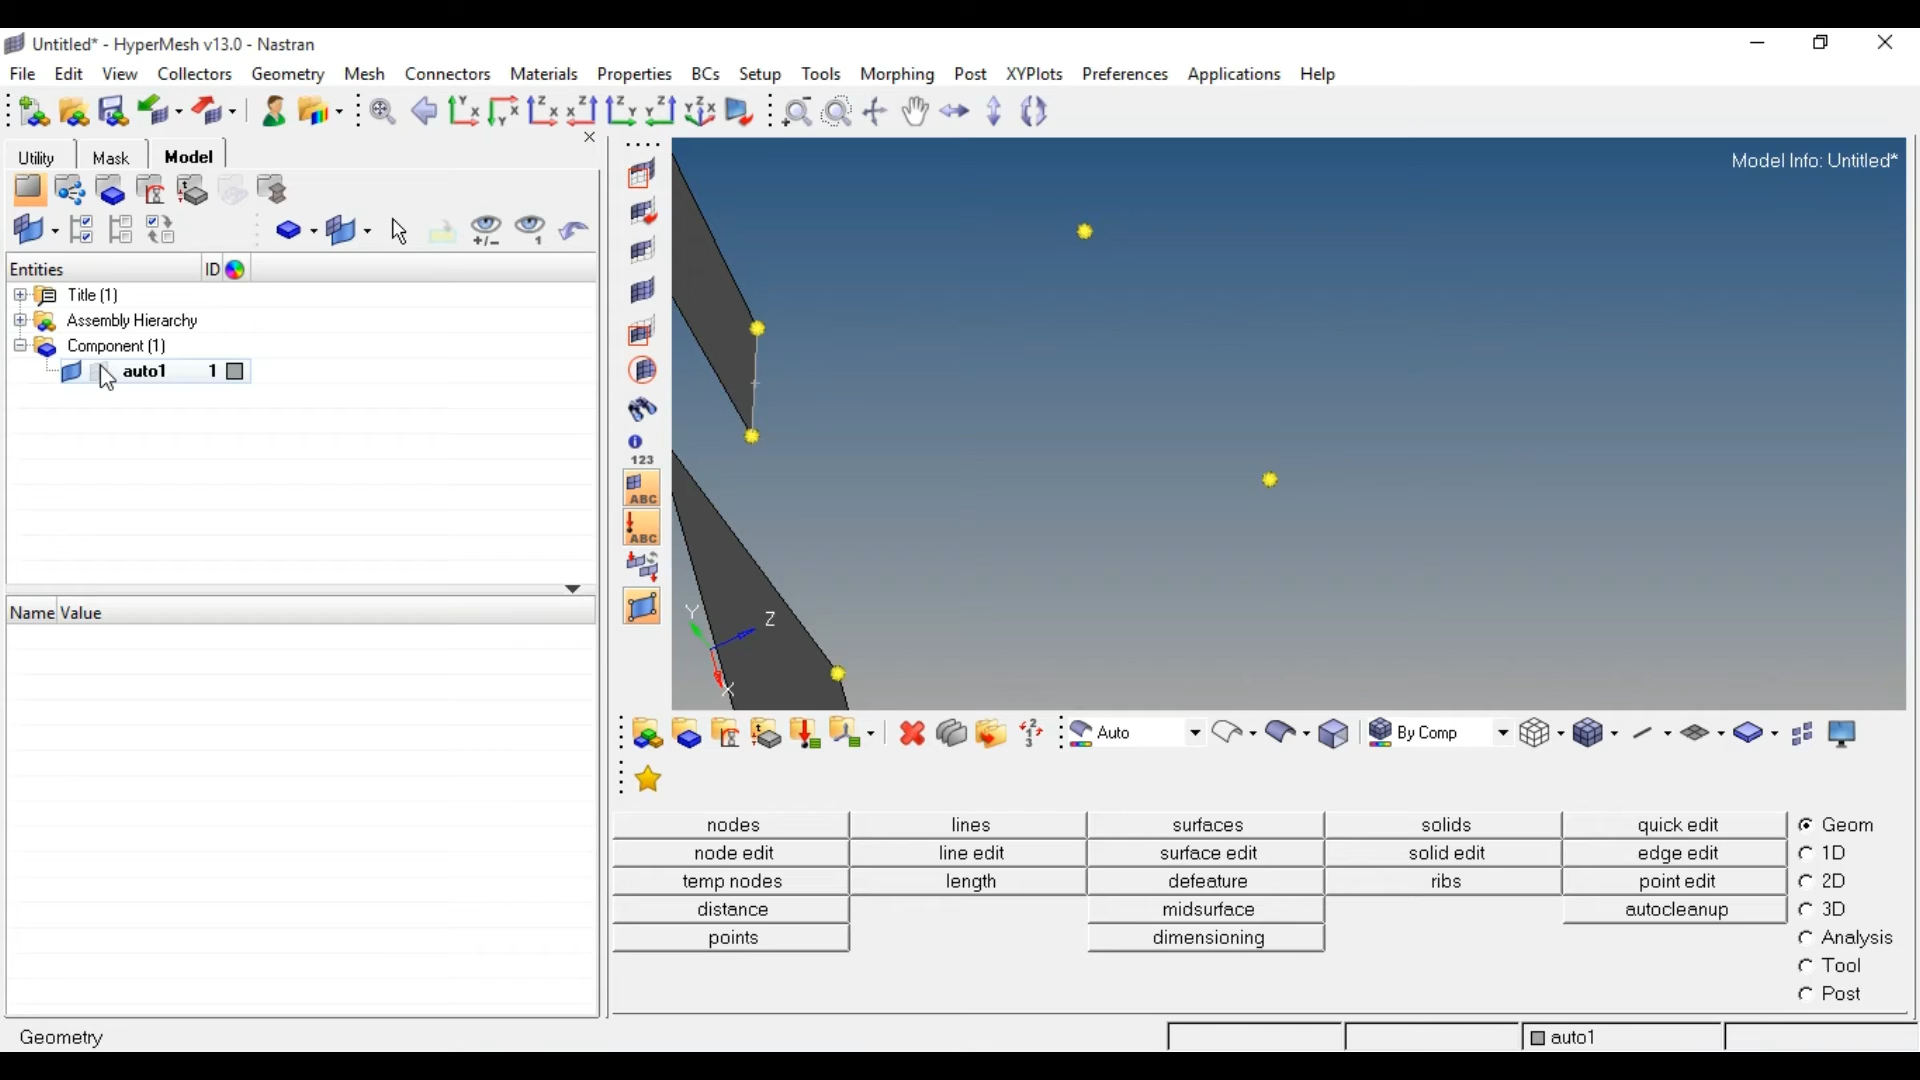 Untitled* - HyperMesh v13.0 - Nastran
File Edit View Collectors Geometry Mesh Connectors Materials Properties BCs Setup Tools Morphing Post XYPlots Preferences Applications Help
Utility Mask Model
Entities ID
Title (1)
Assembly Hierarchy
Component (1)
auto1 1
Name Value
Model Info: Untitled*
123
ABC
ABC
Y Z X
Auto By Comp
nodes lines surfaces solids quick edit Geom
node edit line edit surface edit solid edit edge edit 1D
temp nodes length defeature ribs point edit 2D
distance midsurface autocleanup 3D
points dimensioning Analysis
Tool
Post
Geometry auto1